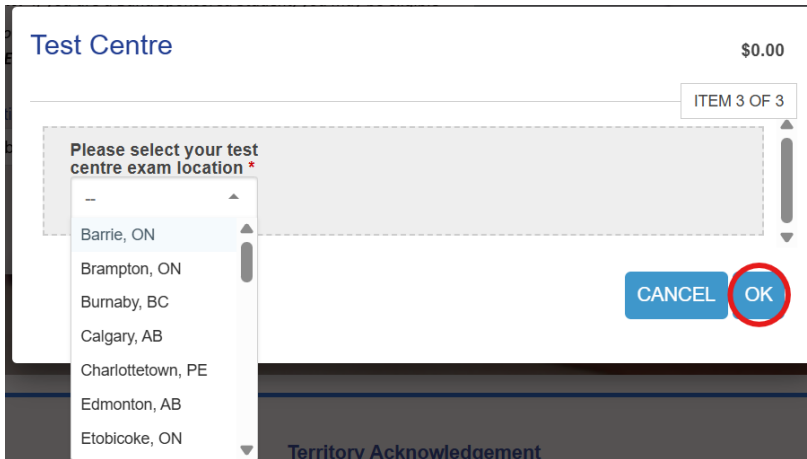 Test Centre
$0.00
ITEM 3 OF 3
Please select your test
centre exam location *
--
Barrie, ON
Brampton, ON
Burnaby, BC
Calgary, AB
Charlottetown, PE
Edmonton, AB
Etobicoke, ON
CANCEL
OK
Territory Acknowledgement